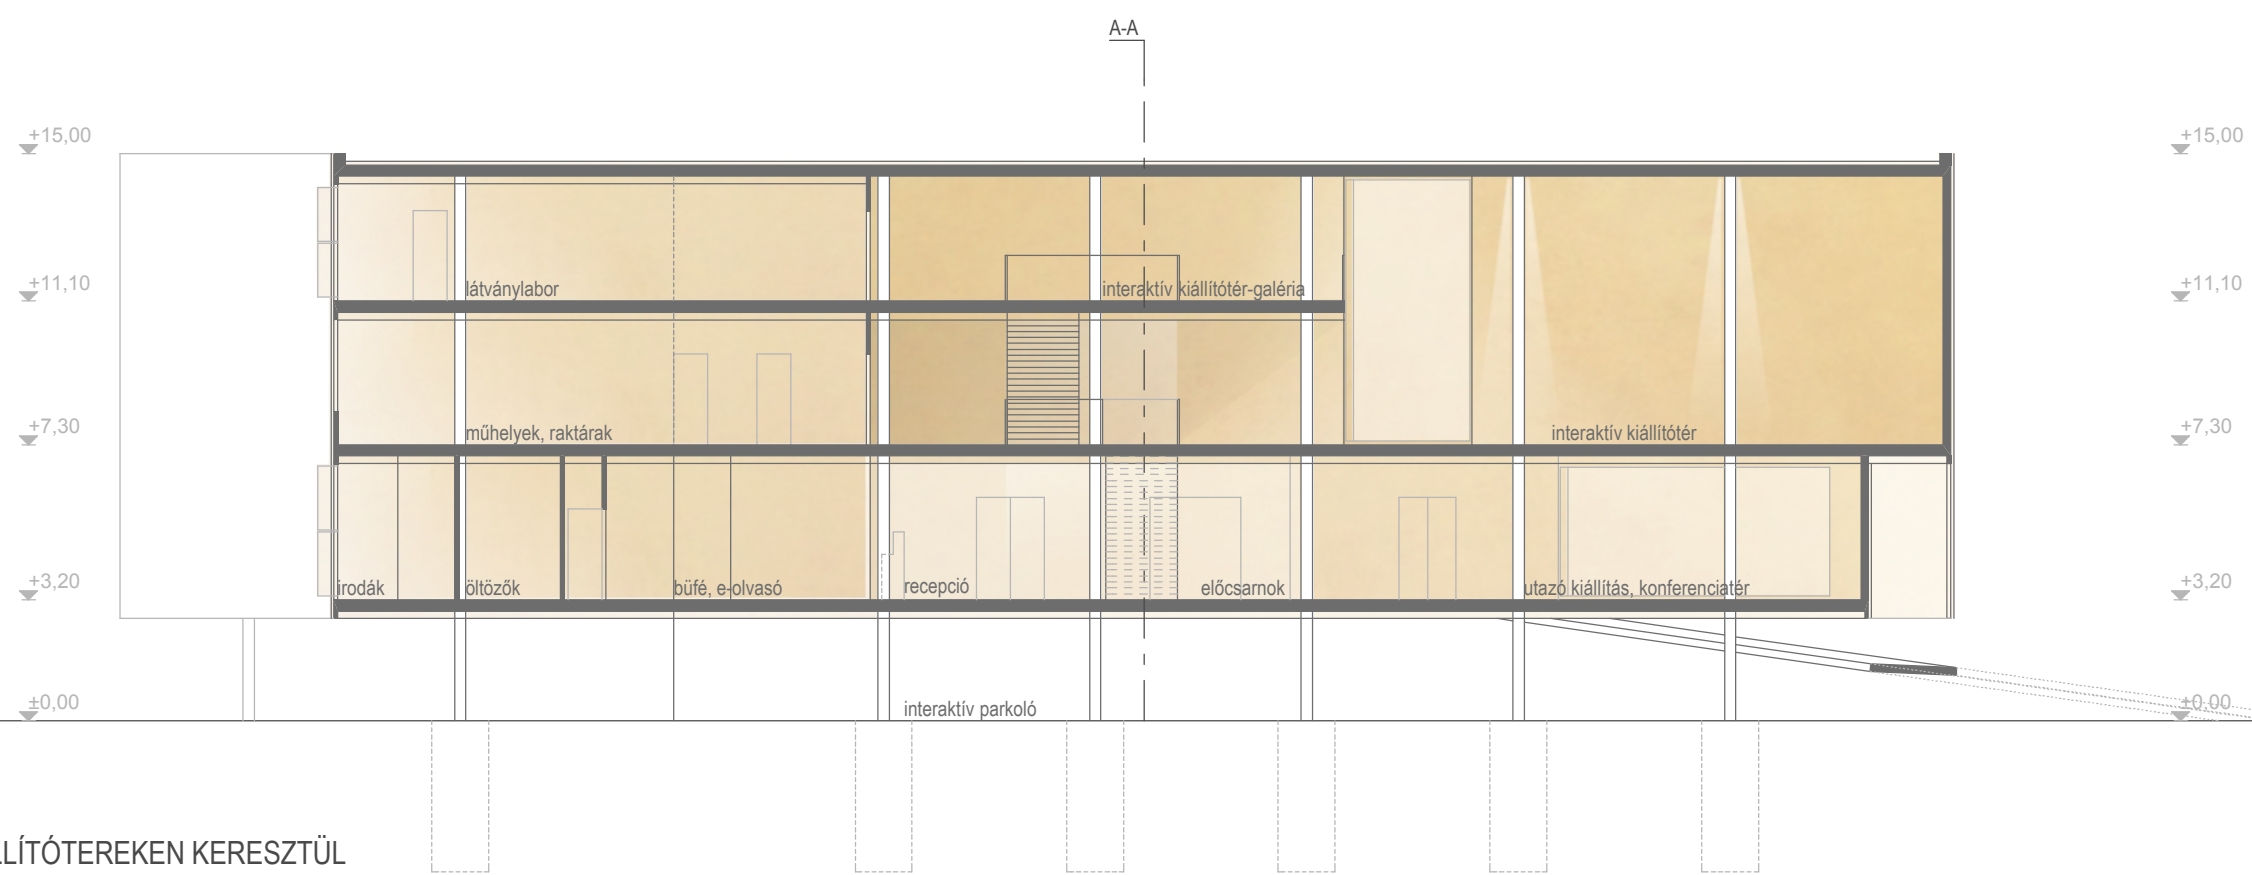 A-A
+15,00
+15,00
+11,10
látványlabor
interaktív kiállítótér-galéria
+11,10
+7,30
műhelyek, raktárak
interaktív kiállítótér
+7,30
+3,20
irodák
öltözők
büfé, e-olvasó
recepció
előcsarnok
utazó kiállítás, konferenciatér
+3,20
±0,00
interaktív parkoló
±0.00
LÍTÓTEREKEN KERESZTÜL